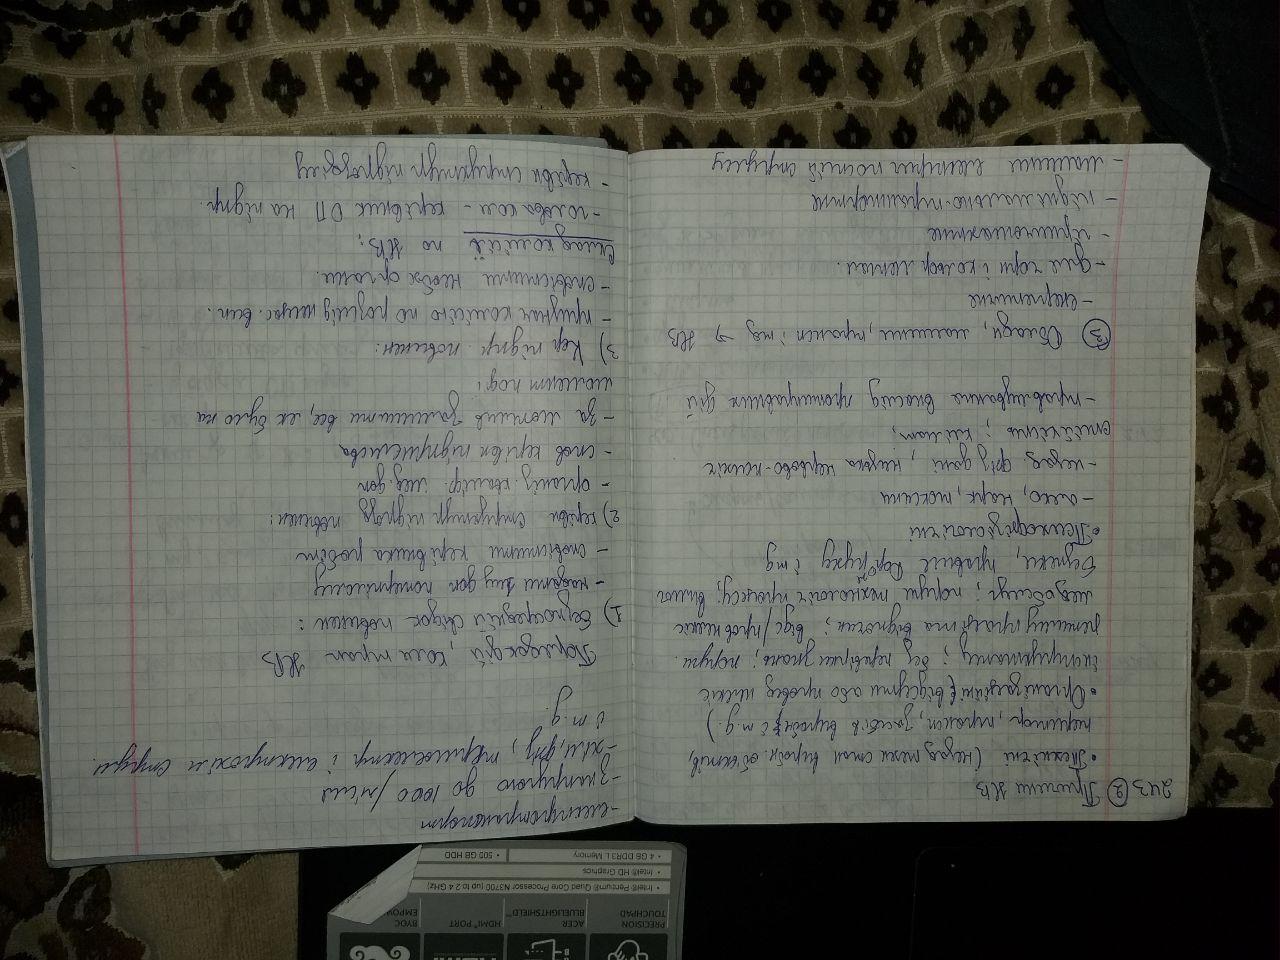 PRECISION
TOUCHPAD
ACER
BLUELIGHTSHIELD™
HDMI® PORT
BYOC
EMPOW
• Intel® Pentium® Quad Core Processor N3700 (up to 2.4 GHz)
• Intel® HD Graphics
• 4 GB DDR3 L Memory
• 500 GB HDD
243 ② Причини НВ
• Технічні (незад техн стан виробн. об'єктів,
територ, трансп, засобів виробн і т.д.)
• Організаційні (відсутн або провед неякіс
інструктажу; без перевірки знань; поруш.
режиму праці та відпочин; відс/пров неякіс
медобслуг; поруш технологіч процесу; вимог
безпеки, правил Дорож руху і тд
• Психофізіологічні
- алко, нарк, токсини
- незад. фіз дані, низька нервово-психіч
стійкість; клімат;
- травмування внаслід протиправних дій
③ Обладн, машини, трансп і тд → НВ
- енергетичне
- для чорн і кольор метал.
- гірничошахтне
- підіймально-транспортне
- машини електрич постій струму
- електротранспорт
- з напругою до 1000 / після
- хім, фіз, термоелектр і електрохім струм.
і т.д.
Порядок дій, коли трап НВ
1) безпосередній свідок повинен:
- надати 1шу доп потерпілому
- сповістити керівника робіт
2) керівн структур підрозд повинен:
- організ. кваліф. мед. доп
- спов керівн підприємсва
- за можлив залишити все, як було на
момент події
3) Кер підпр. повинен:
- признач комісію по розслід нещас. вип.
- сповістити необх органи.
Склад комісії по НВ:
- голова ком - керівник ОП на підпр.
- керівн структур підрозділу